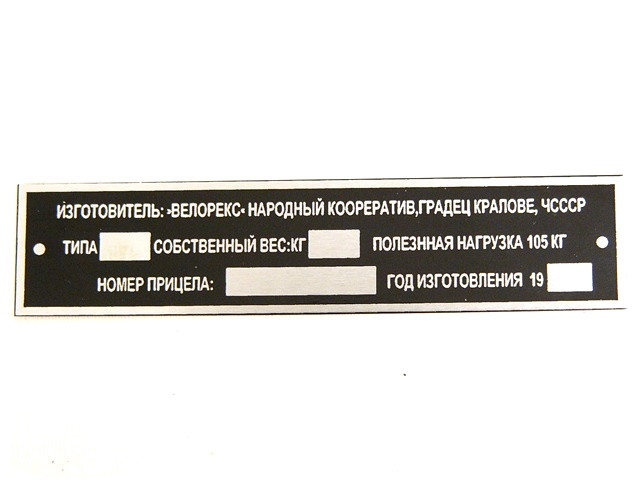 ИЗГОТОВИТЕЛЬ: »ВЕЛОРЕКС« НАРОДНЫЙ КООРЕРАТИВ,ГРАДЕЦ КРАЛОВЕ, ЧСССР
ТИПА СОБСТВЕННЫЙ ВЕС:КГ ПОЛЕЗННАЯ НАГРУЗКА 105 КГ
НОМЕР ПРИЦЕЛА: ГОД ИЗГОТОВЛЕНИЯ 19